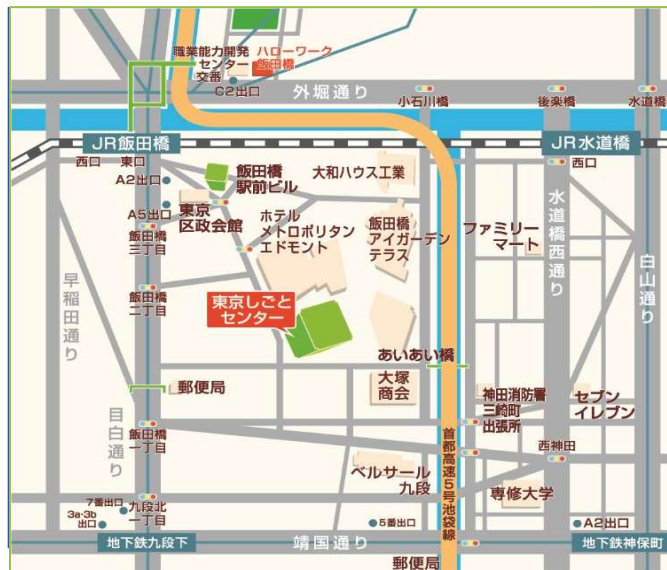 職業能力開発
センター
交番
ハローワーク
飯田橋
C2出口
外堀通り
小石川橋
後楽橋
水道橋
JR飯田橋
JR水道橋
西口
東口
西口
A2出口
飯田橋
駅前ビル
大和ハウス工業
A5出口
東京
区政会館
ホテル
メトロポリタン
エドモント
飯田橋
アイガーデン
テラス
ファミリー
マート
水道橋西通り
白山通り
飯田橋
三丁目
早稲田通り
飯田橋
二丁目
東京しごと
センター
あいあい橋
郵便局
大塚
商会
神田消防署
三崎町
出張所
セブン
イレブン
目白通り
飯田橋
一丁目
首都高速5号池袋線
西神田
ベルサール
九段
専修大学
7番出口
3a・3b
出口
九段北
一丁目
5番出口
A2出口
地下鉄九段下
靖国通り
地下鉄神保町
郵便局